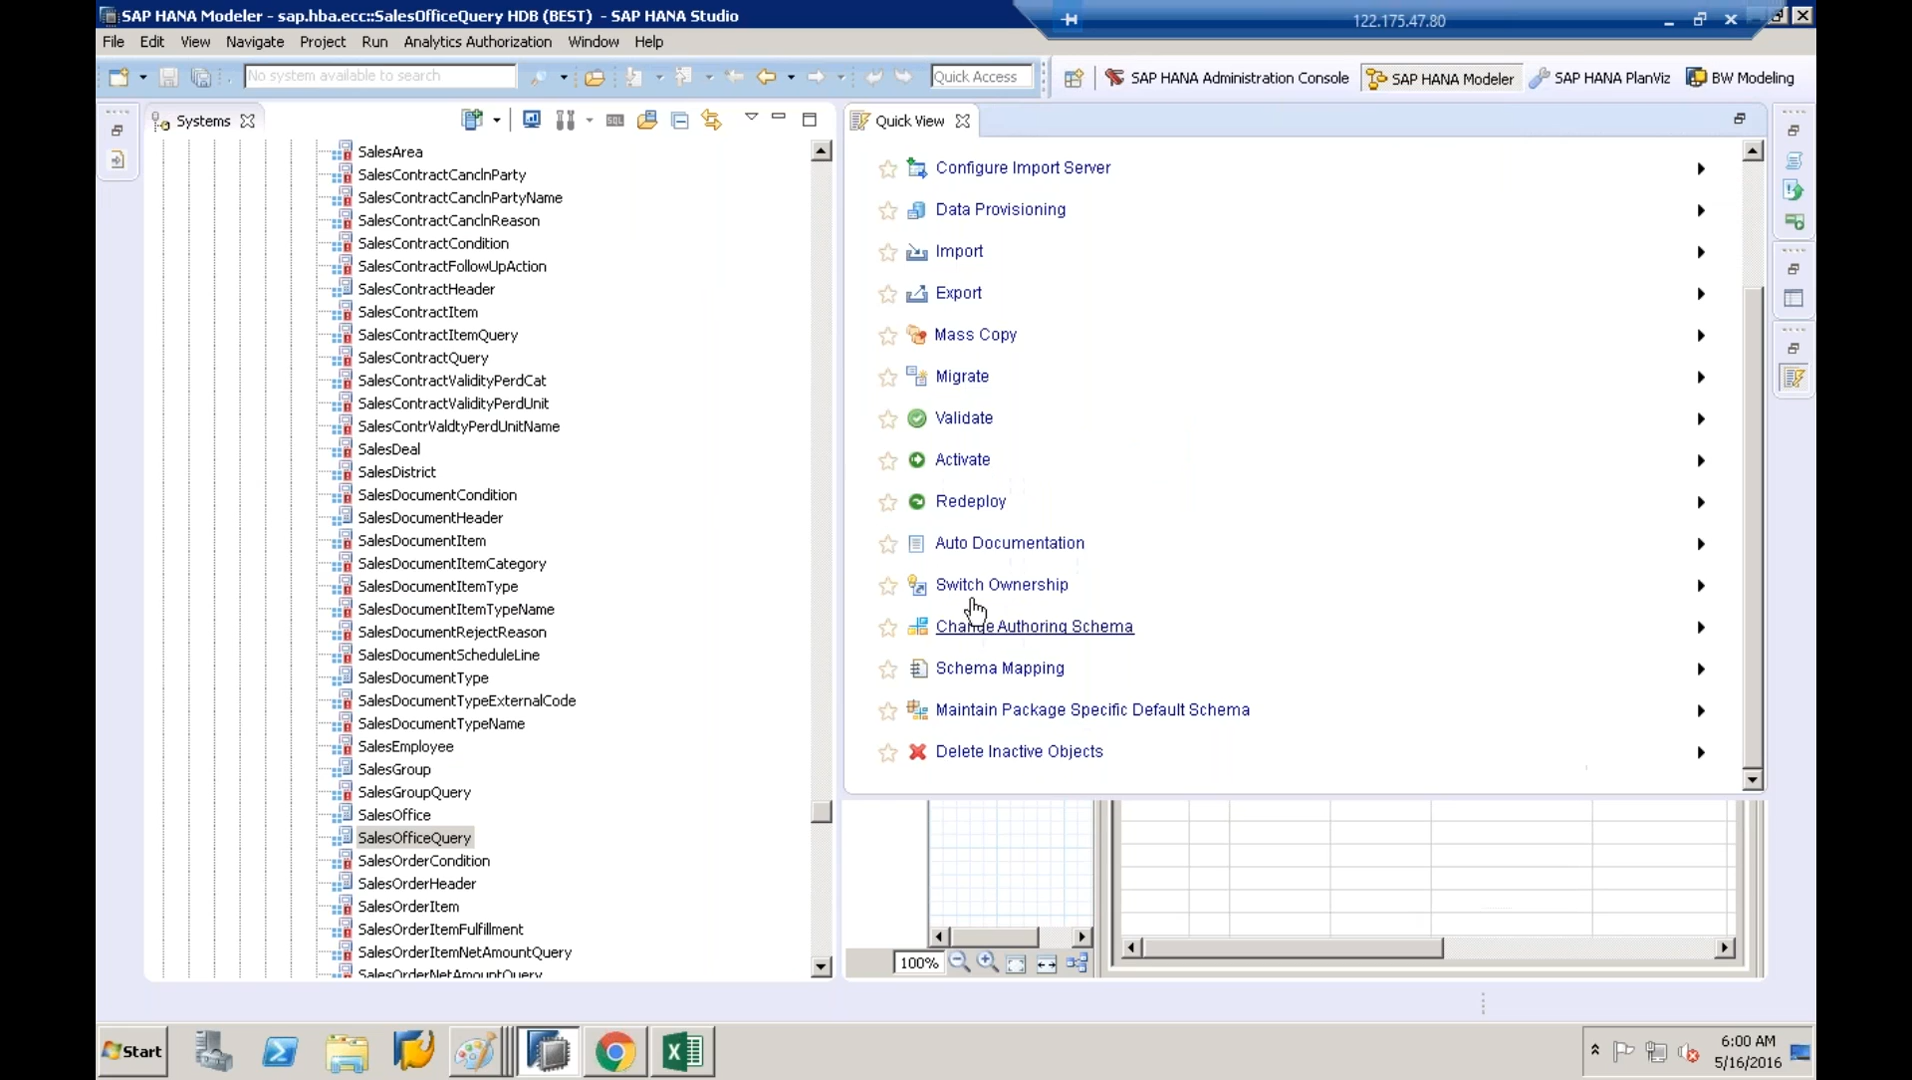 SAP HANA Modeler - sap.hba.ecc::SalesOfficeQuery HDB (BEST) - SAP HANA Studio
122.175.47.80
File Edit View Navigate Project Run Analytics Authorization Window Help
No system available to search
Quick Access
SAP HANA Administration Console
SAP HANA Modeler
SAP HANA PlanViz
BW Modeling
Systems
SQL
SalesArea
SalesContractCanclnParty
SalesContractCanclnPartyName
SalesContractCanclnReason
SalesContractCondition
SalesContractFollowUpAction
SalesContractHeader
SalesContractItem
SalesContractItemQuery
SalesContractQuery
SalesContractValidityPerdCat
SalesContractValidityPerdUnit
SalesContrValdtyPerdUnitName
SalesDeal
SalesDistrict
SalesDocumentCondition
SalesDocumentHeader
SalesDocumentItem
SalesDocumentItemCategory
SalesDocumentItemType
SalesDocumentItemTypeName
SalesDocumentRejectReason
SalesDocumentScheduleLine
SalesDocumentType
SalesDocumentTypeExternalCode
SalesDocumentTypeName
SalesEmployee
SalesGroup
SalesGroupQuery
SalesOffice
SalesOfficeQuery
SalesOrderCondition
SalesOrderHeader
SalesOrderItem
SalesOrderItemFulfillment
SalesOrderItemNetAmountQuery
SalesOrderNetAmountQuery
Quick View
Configure Import Server
Data Provisioning
Import
Export
Mass Copy
Migrate
Validate
Activate
Redeploy
Auto Documentation
Switch Ownership
Change Authoring Schema
Schema Mapping
Maintain Package Specific Default Schema
Delete Inactive Objects
100%
Start
6:00 AM
5/16/2016